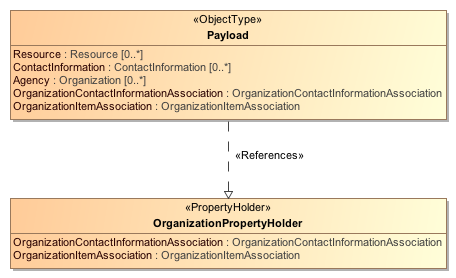 «ObjectType»
Payload
Resource : Resource [0..*]
ContactInformation : ContactInformation [0..*]
Agency : Organization [0..*]
OrganizationContactInformationAssociation : OrganizationContactInformationAssociation
OrganizationItemAssociation : OrganizationItemAssociation
«References»
«PropertyHolder»
OrganizationPropertyHolder
OrganizationContactInformationAssociation : OrganizationContactInformationAssociation
OrganizationItemAssociation : OrganizationItemAssociation